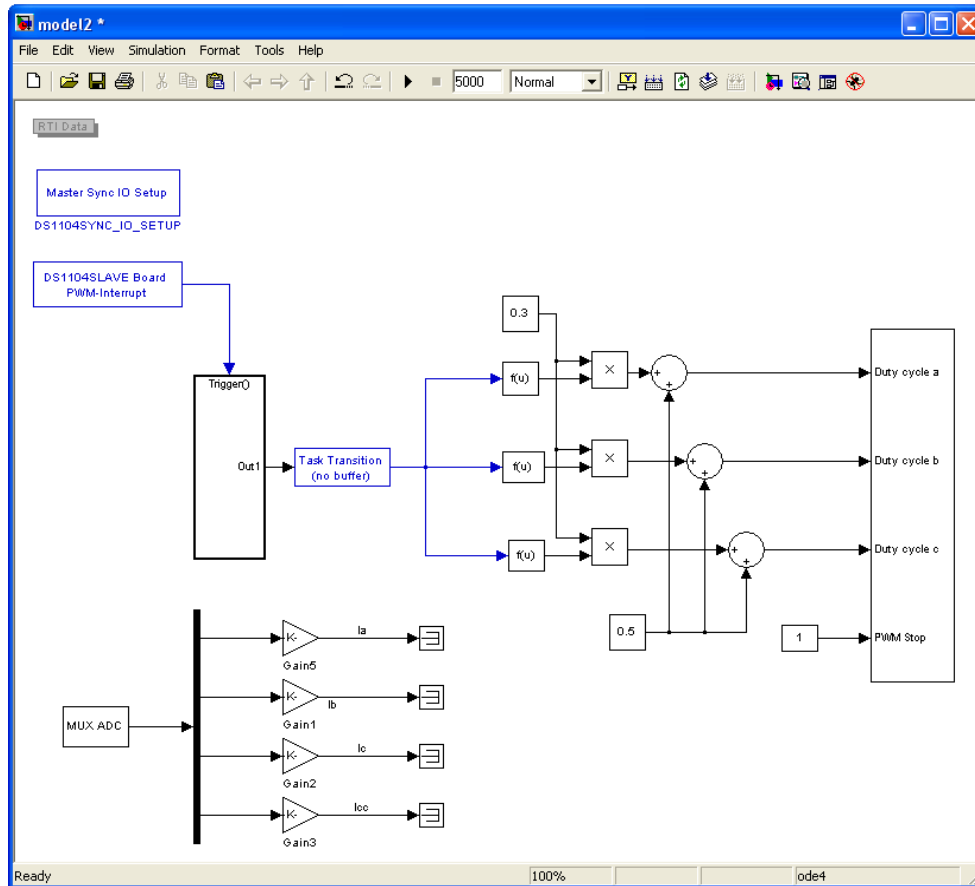 model2 *
File Edit View Simulation Format Tools Help
5000 Normal
RTI Data
Master Sync IO Setup
DS1104SYNC_IO_SETUP
DS1104SLAVE Board
PWM-Interrupt
Trigger()
Out1
Task Transition
(no buffer)
0.3
f(u)
f(u)
f(u)
×
×
×
+
+
+
+
+
+
0.5
1
Duty cycle a
Duty cycle b
Duty cycle c
PWM Stop
MUX ADC
K-
Gain5
Ia
K-
Gain1
Ib
K-
Gain2
Ic
K-
Gain3
Icc
Ready 100% ode4